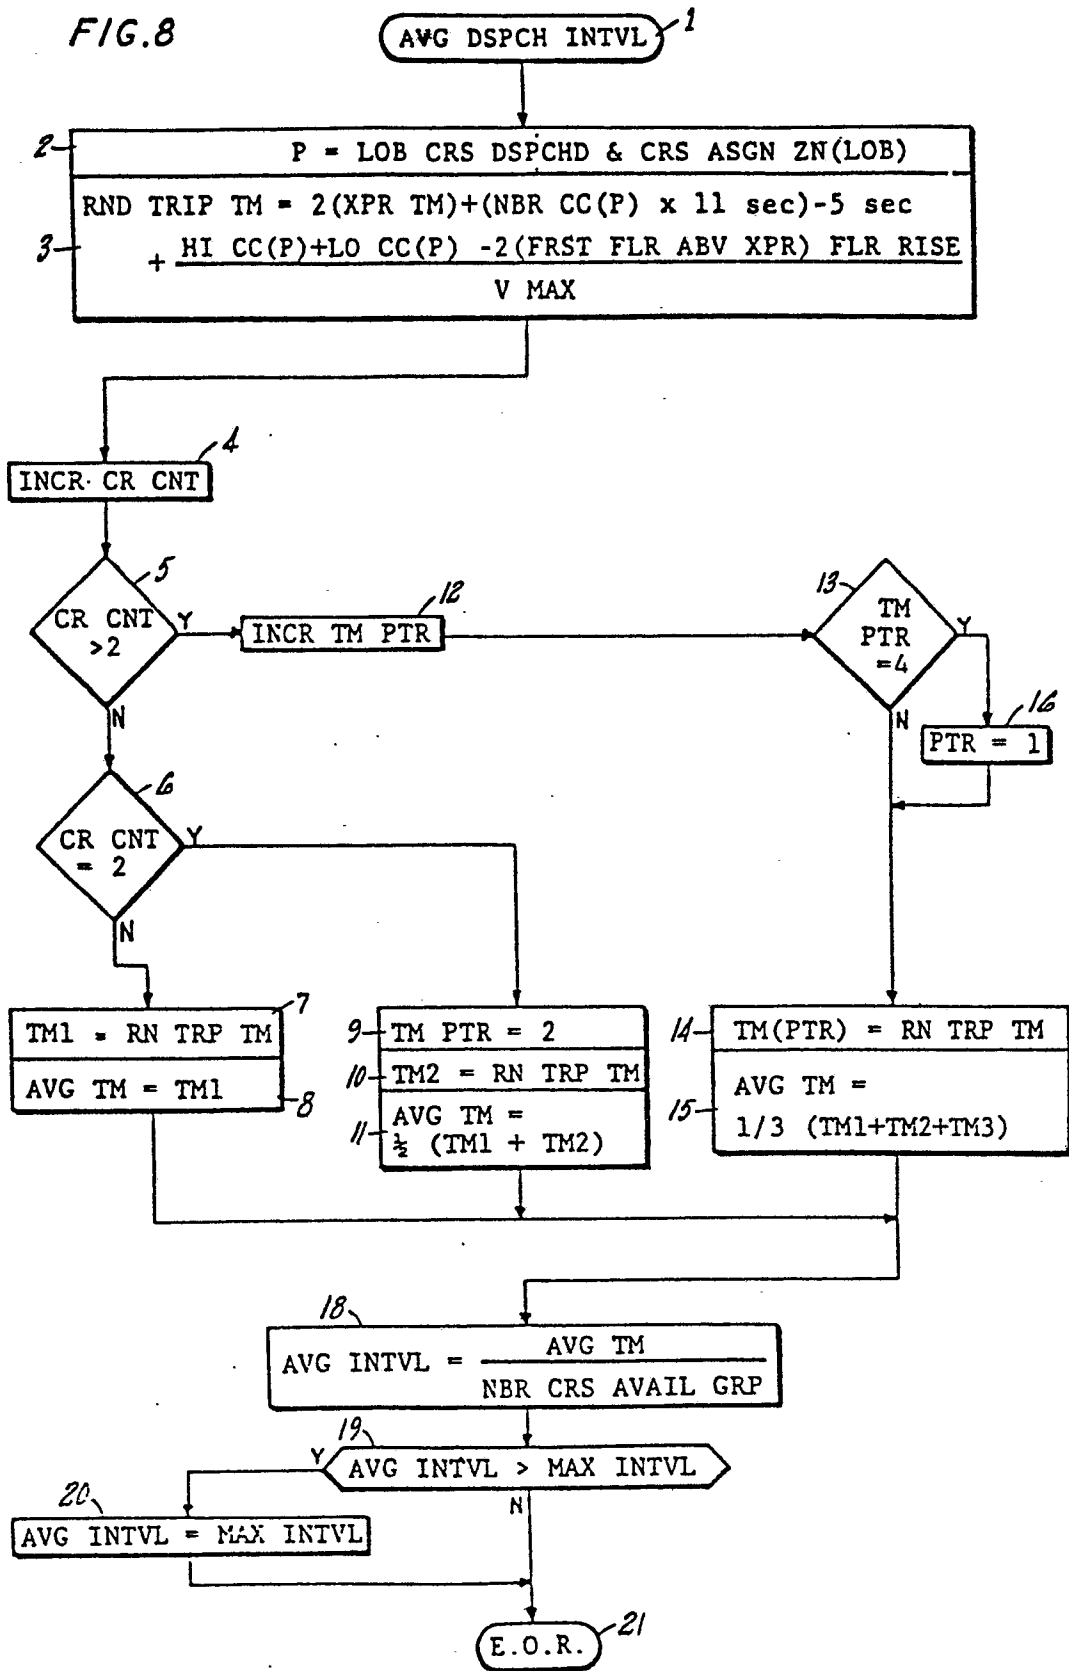 FIG.8
AVG DSPCH INTVL
1
2
P = LOB CRS DSPCHD & CRS ASGN ZN(LOB)
RND TRIP TM = 2(XPR TM)+(NBR CC(P) x 11 sec)-5 sec
3
+ HI CC(P)+LO CC(P) -2(FRST FLR ABV XPR) FLR RISE
V MAX
4
INCR CR CNT
5
CR CNT
>2
Y
N
12
INCR TM PTR
13
TM
PTR
=4
Y
N
16
PTR = 1
6
CR CNT
= 2
Y
N
7
TM1 = RN TRP TM
AVG TM = TM1
8
9
TM PTR = 2
10
TM2 = RN TRP TM
AVG TM =
11
½ (TM1 + TM2)
14
TM(PTR) = RN TRP TM
AVG TM =
15
1/3 (TM1+TM2+TM3)
18
AVG INTVL = AVG TM
NBR CRS AVAIL GRP
19
Y
AVG INTVL > MAX INTVL
N
20
AVG INTVL = MAX INTVL
E.O.R.
21